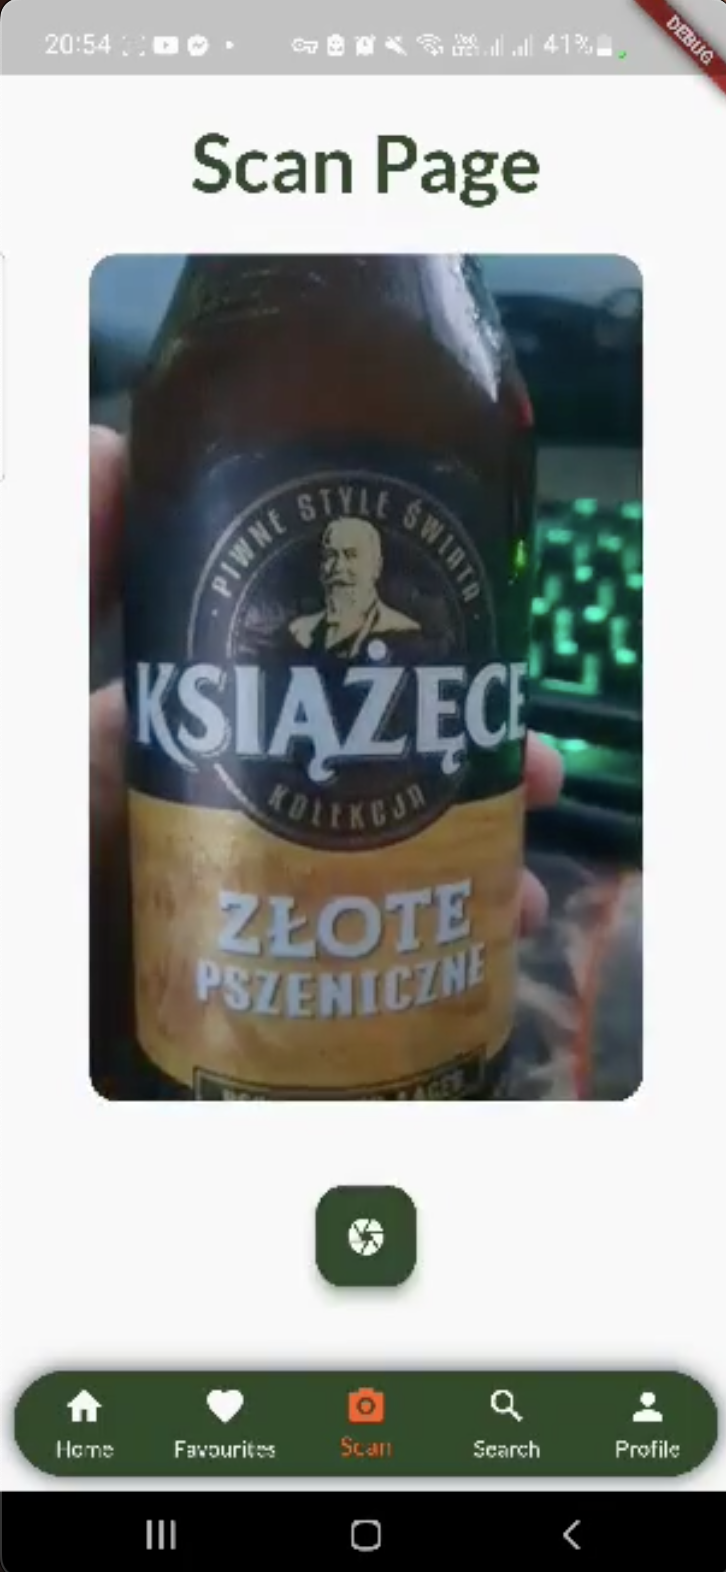 20:54
41%
DEBUG
Scan Page
PIWNE STYLE ŚWIATA
KSIĄŻĘCE
KOLEKCJA
ZŁOTE
PSZENICZNE
Home
Favourites
Scan
Search
Profile